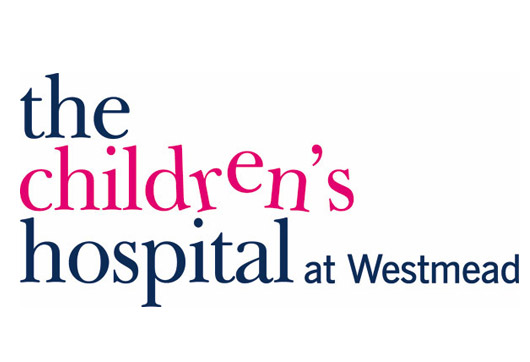 the
children's
hospital at Westmead